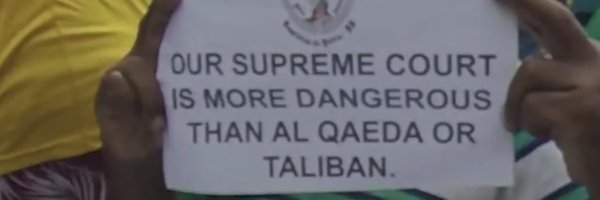 OUR SUPREME COURT
IS MORE DANGEROUS
THAN AL QAEDA OR
TALIBAN.